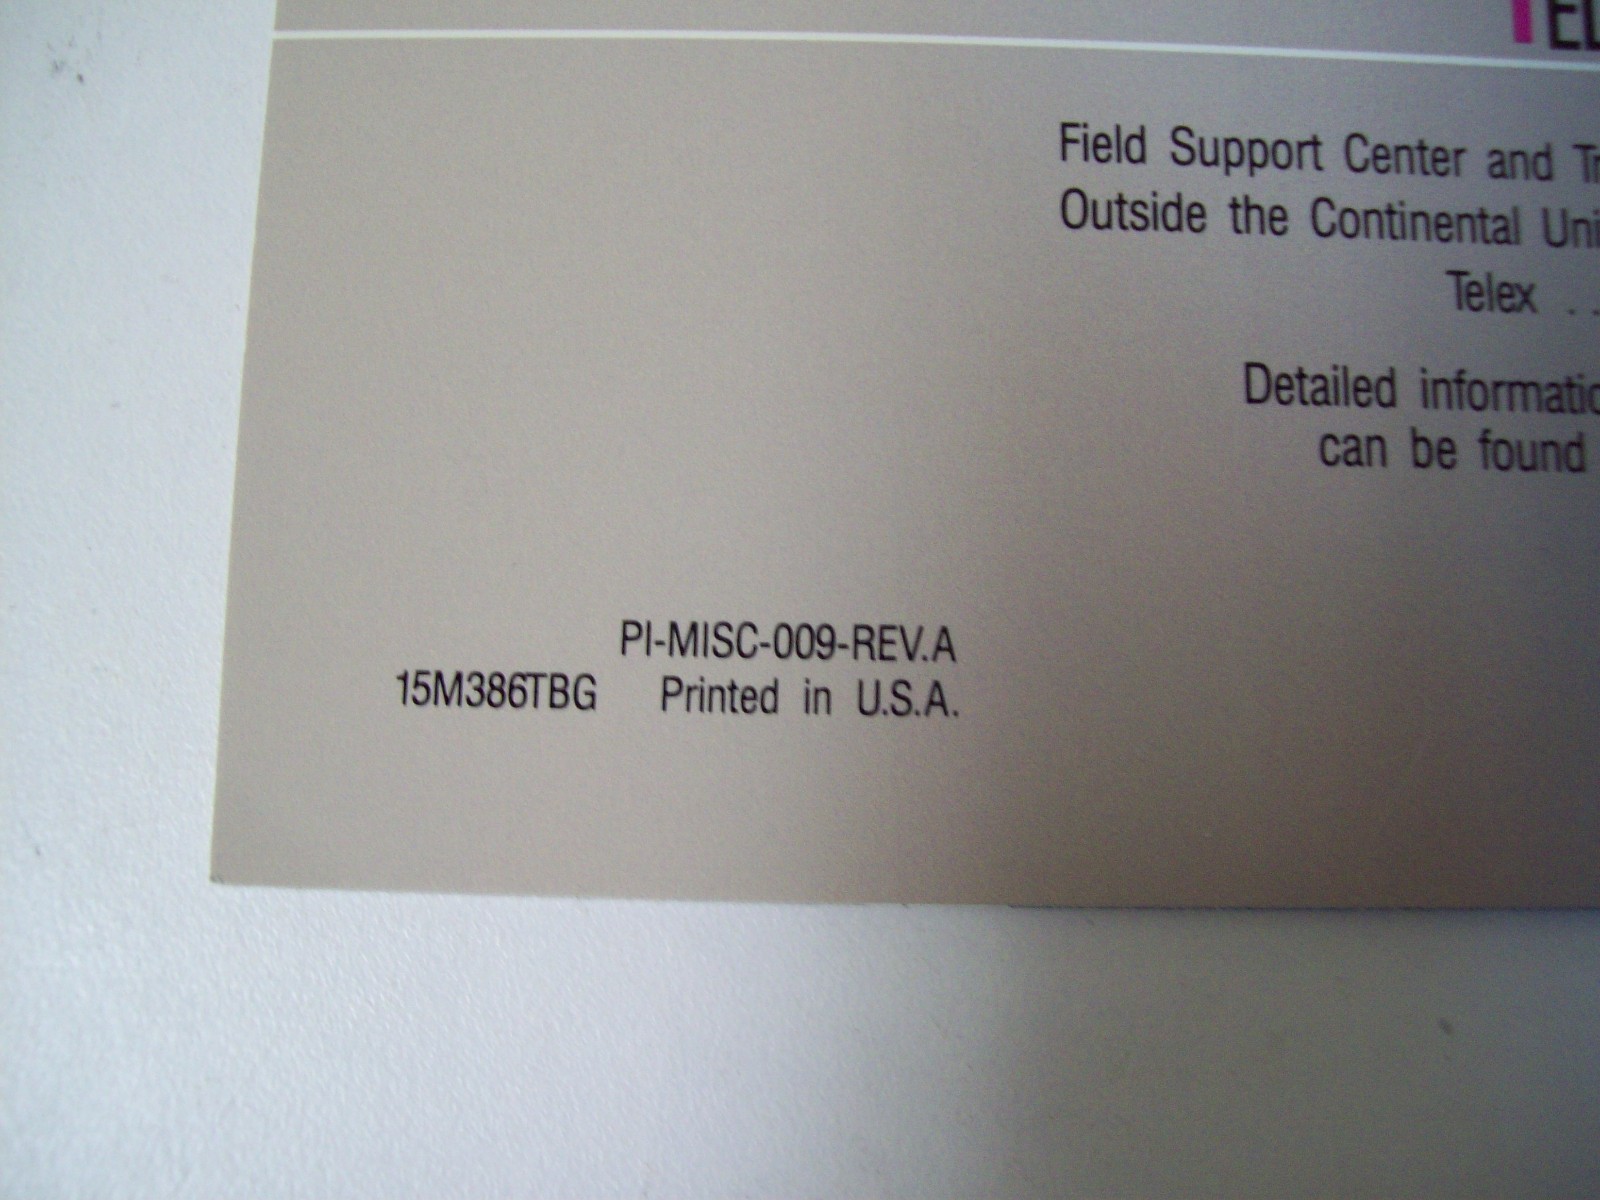 Field Support Center and
Outside the Continental
Telex . .
Detailed
can be found
PI-MISC-009-REV.A
15M386TBG Printed in U.S.A.